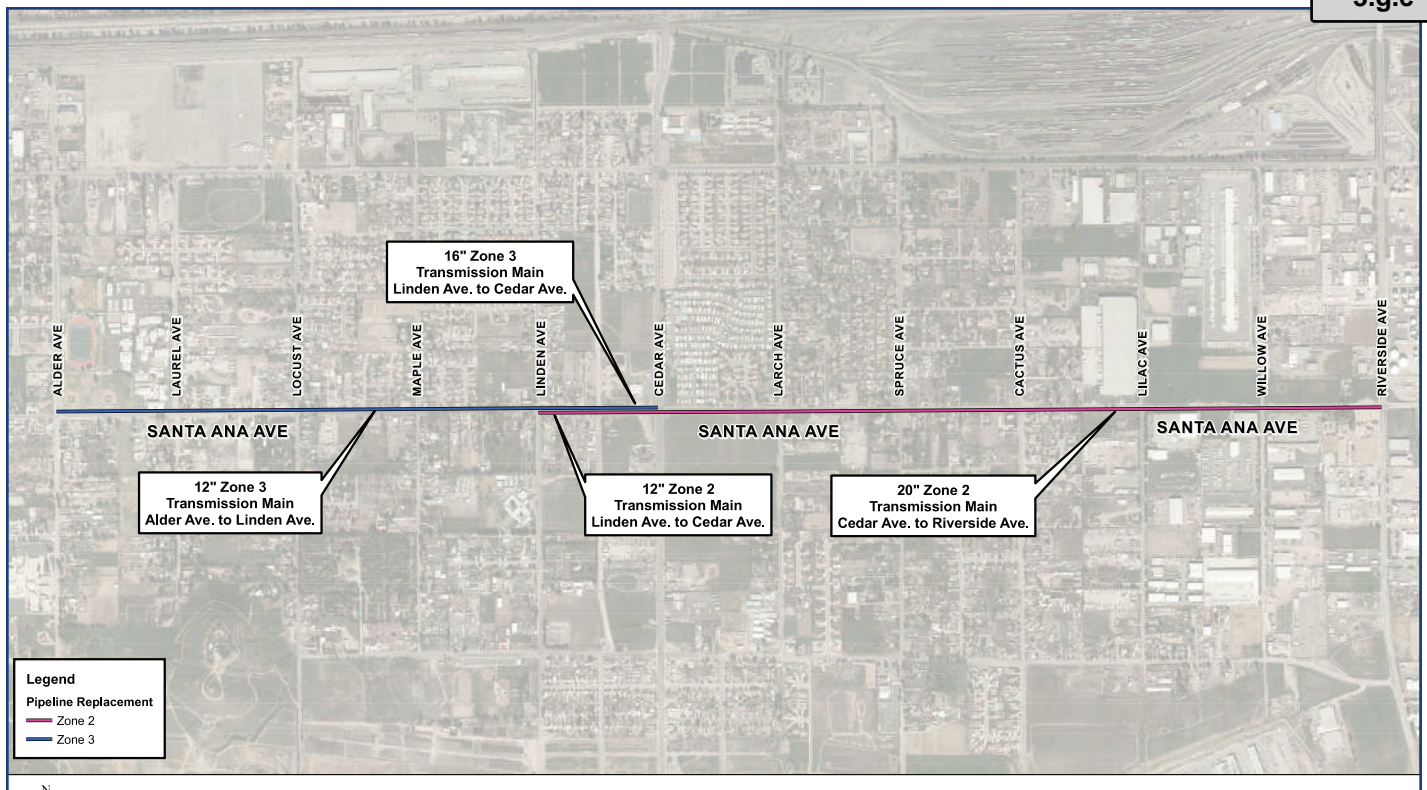 16" Zone 3
Transmission Main
Linden Ave. to Cedar Ave.
ALDER AVE
LAUREL AVE
LOCUST AVE
MAPLE AVE
LINDEN AVE
CEDAR AVE
LARCH AVE
SPRUCE AVE
CACTUS AVE
LILAC AVE
WILLOW AVE
RIVERSIDE AVE
SANTA ANA AVE
SANTA ANA AVE
SANTA ANA AVE
12" Zone 3
Transmission Main
Alder Ave. to Linden Ave.
12" Zone 2
Transmission Main
Linden Ave. to Cedar Ave.
20" Zone 2
Transmission Main
Cedar Ave. to Riverside Ave.
Legend
Pipeline Replacement
Zone 2
Zone 3
N